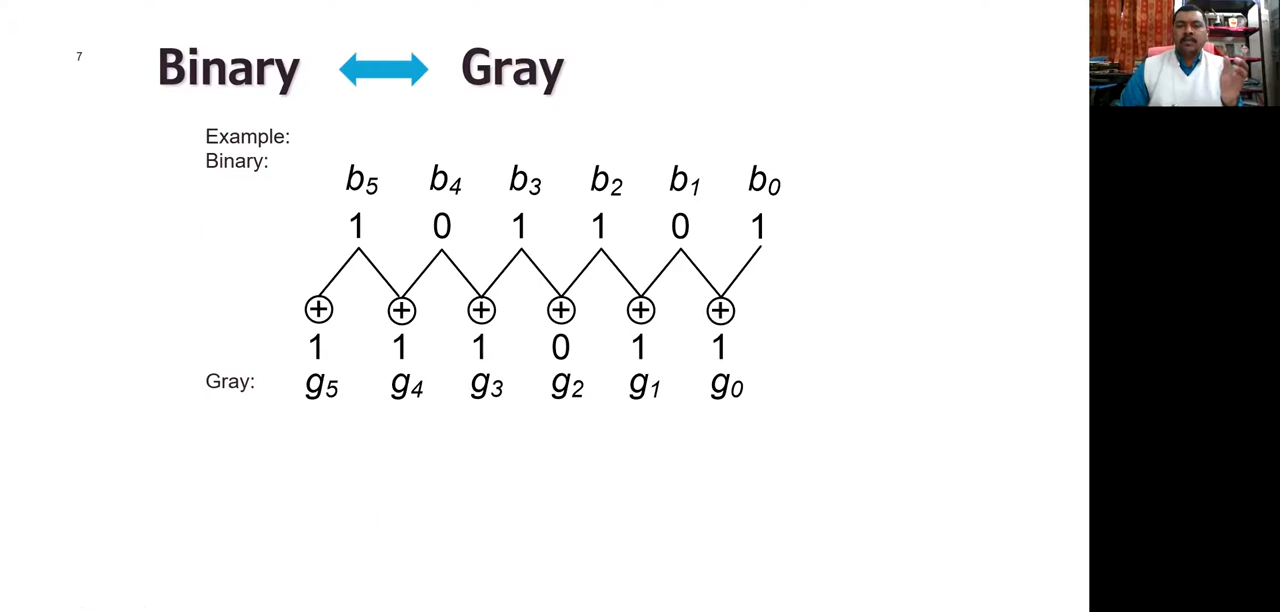 7
Binary Gray
Example:
Binary:
b5 b4 b3 b2 b1 b0
1 0 1 1 0 1
+ + + + + +
1 1 1 0 1 1
Gray: g5 g4 g3 g2 g1 g0